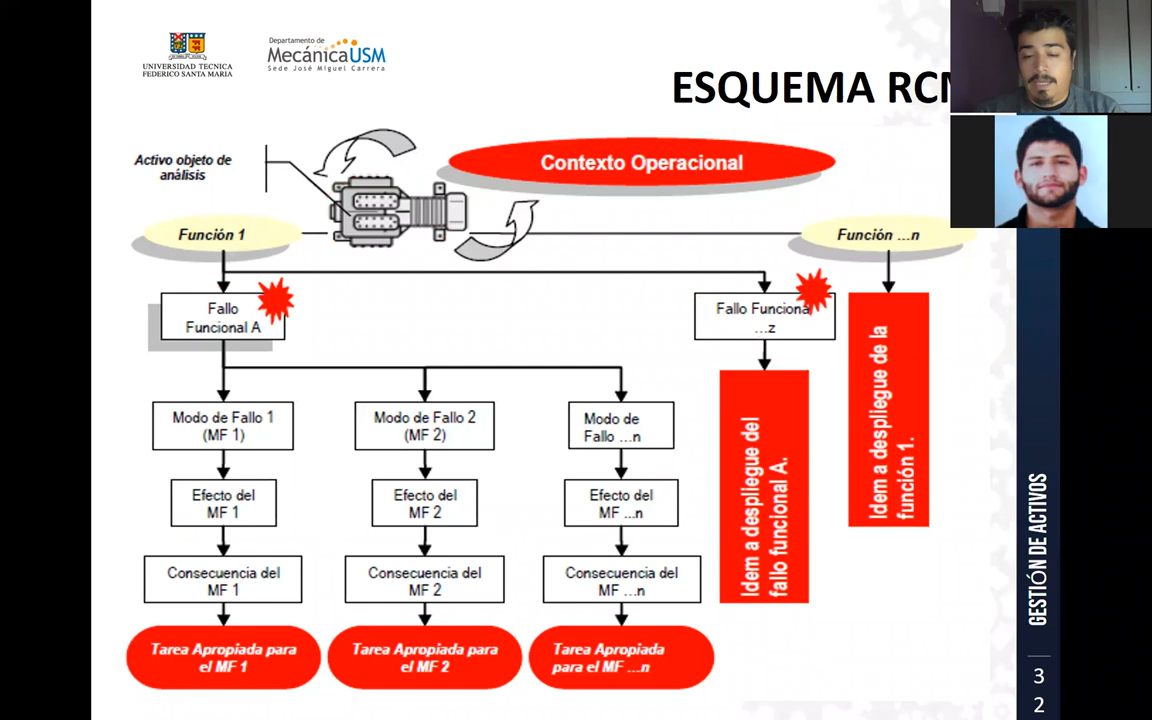 UNIVERSIDAD TECNICA
FEDERICO SANTA MARIA
Departamento de
MecánicaUSM
Sede José Miguel Carrera
ESQUEMA RCM
Activo objeto de
análisis
Contexto Operacional
Función 1
Función ...n
Fallo
Funcional A
Fallo Funciona
...z
Modo de Fallo 1
(MF 1)
Modo de Fallo 2
(MF 2)
Modo de
Fallo ...n
Efecto del
MF 1
Efecto del
MF 2
Efecto del
MF ...n
Consecuencia del
MF 1
Consecuencia del
MF 2
Consecuencia del
MF ...n
Tarea Apropiada para
el MF 1
Tarea Apropiada para
el MF 2
Tarea Apropiada
para el MF ...n
Idem a despliegue del
fallo funcional A.
Idem a despliegue de la
función 1.
GESTIÓN DE ACTIVOS
3
2